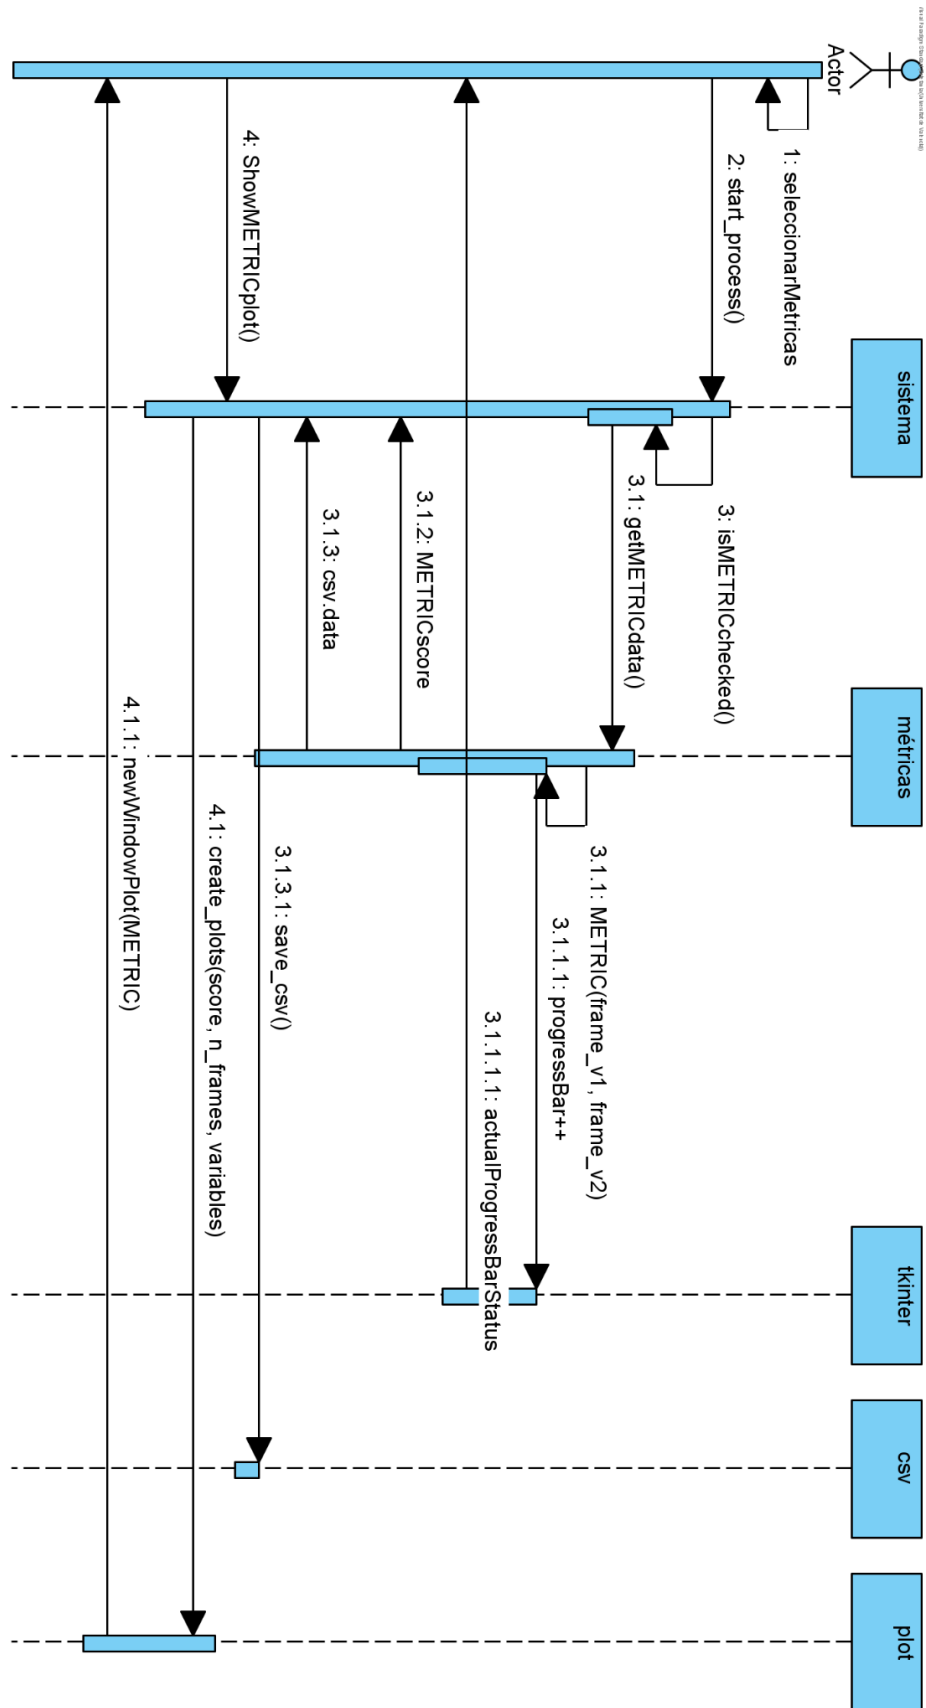 Actor
sistema
métricas
tkinter
csv
plot
1: seleccionarMetricas
2: start_process()
3: isMETRICchecked()
3.1: getMETRICdata()
3.1.1: METRIC(frame_v1, frame_v2)
3.1.1.1: progressBar++
3.1.1.1.1: actualProgressBarStatus
3.1.2: METRICscore
3.1.3: csv.data
3.1.3.1: save_csv()
4: ShowMETRICplot()
4.1: create_plots(score, n_frames, variables)
4.1.1: newWindowPlot(METRIC)